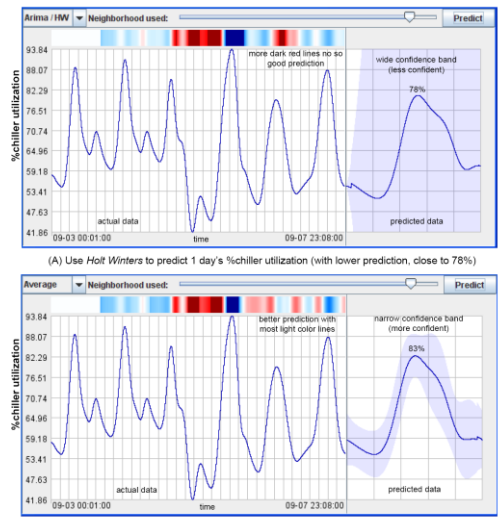 Arima / HW Neighborhood used: Predict
93.84
88.07
82.29
76.51
70.74
64.96
59.18
53.41
47.63
41.86
%chiller utilization
more dark red lines no so
good prediction
wide confidence band
(less confident)
78%
actual data
predicted data
09-03 00:01:00 time 09-07 23:08:00
(A) Use Holt Winters to predict 1 day's %chiller utilization (with lower prediction, close to 78%)
Average Neighborhood used: Predict
93.84
88.07
82.29
76.51
70.74
64.96
59.18
53.41
47.63
41.86
%chiller utilization
better prediction with
most light color lines
narrow confidence band
(more confident)
83%
actual data
predicted data
09-03 00:01:00 time 09-07 23:08:00